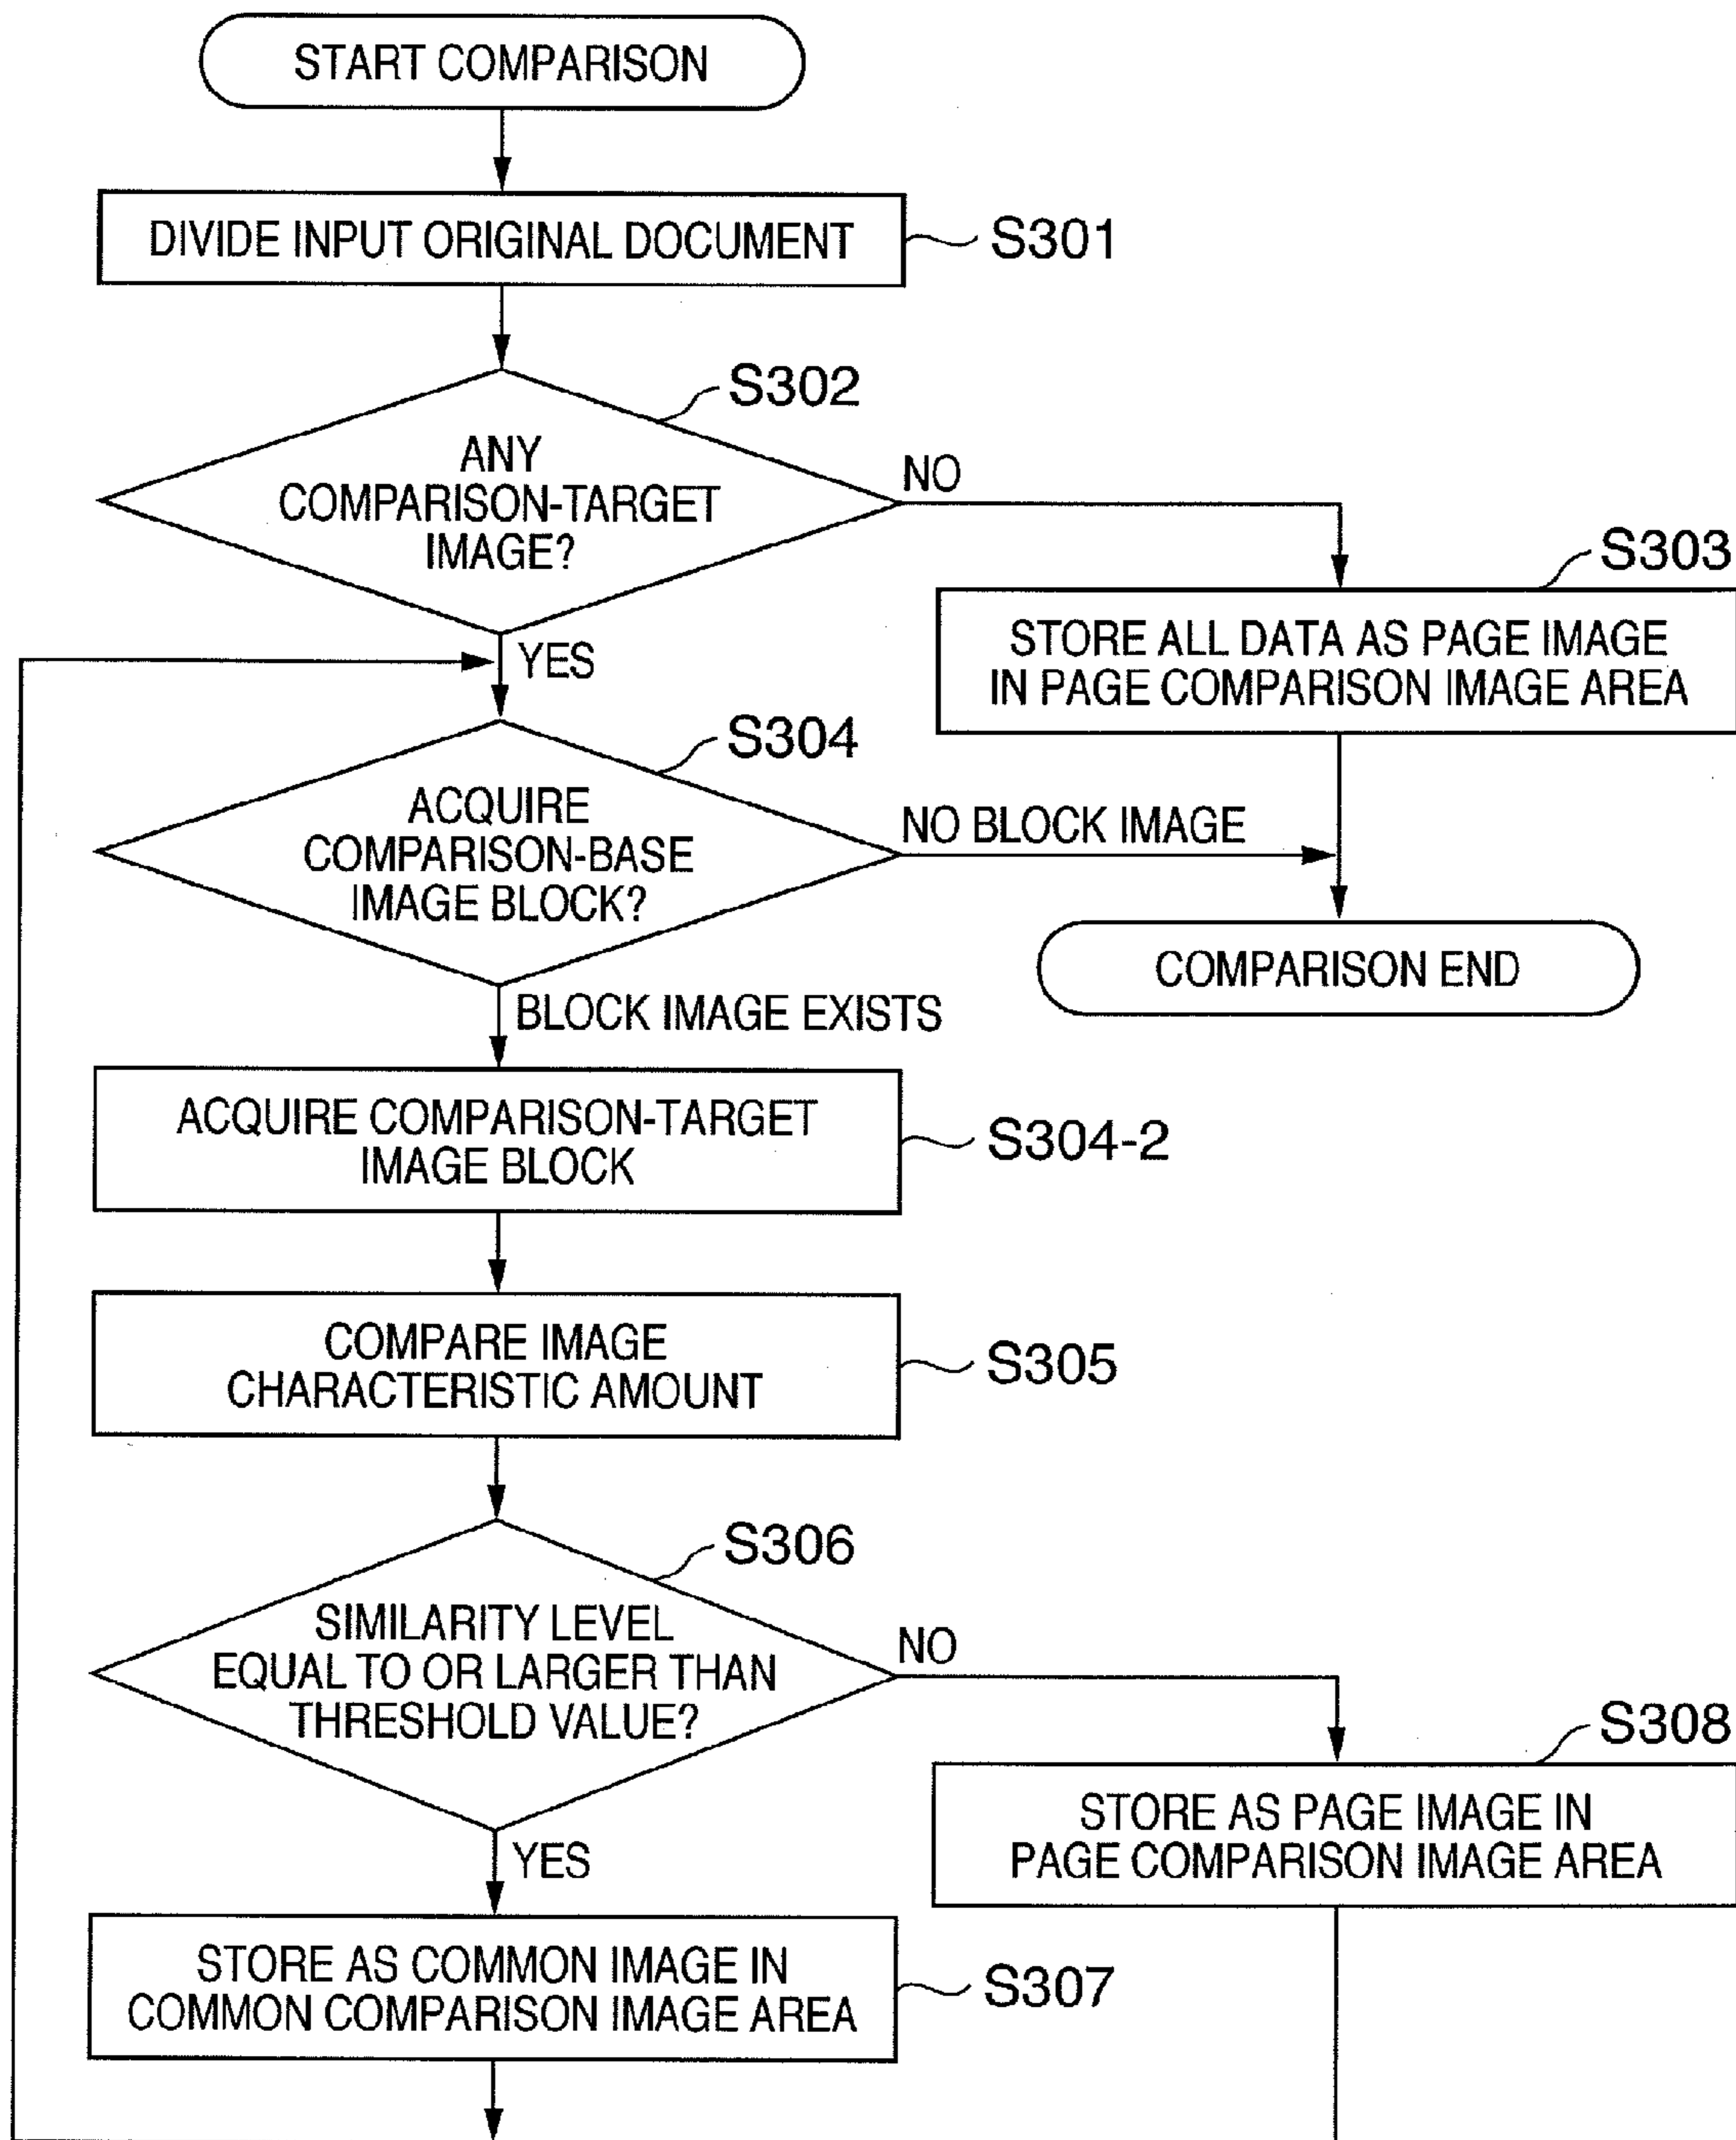 START COMPARISON
DIVIDE INPUT ORIGINAL DOCUMENT
S301
S302
ANY
COMPARISON-TARGET
IMAGE?
NO
YES
S303
STORE ALL DATA AS PAGE IMAGE
IN PAGE COMPARISON IMAGE AREA
S304
ACQUIRE
COMPARISON-BASE
IMAGE BLOCK?
NO BLOCK IMAGE
COMPARISON END
BLOCK IMAGE EXISTS
ACQUIRE COMPARISON-TARGET
IMAGE BLOCK
S304-2
COMPARE IMAGE
CHARACTERISTIC AMOUNT
S305
S306
SIMILARITY LEVEL
EQUAL TO OR LARGER THAN
THRESHOLD VALUE?
NO
YES
S308
STORE AS PAGE IMAGE IN
PAGE COMPARISON IMAGE AREA
STORE AS COMMON IMAGE IN
COMMON COMPARISON IMAGE AREA
S307